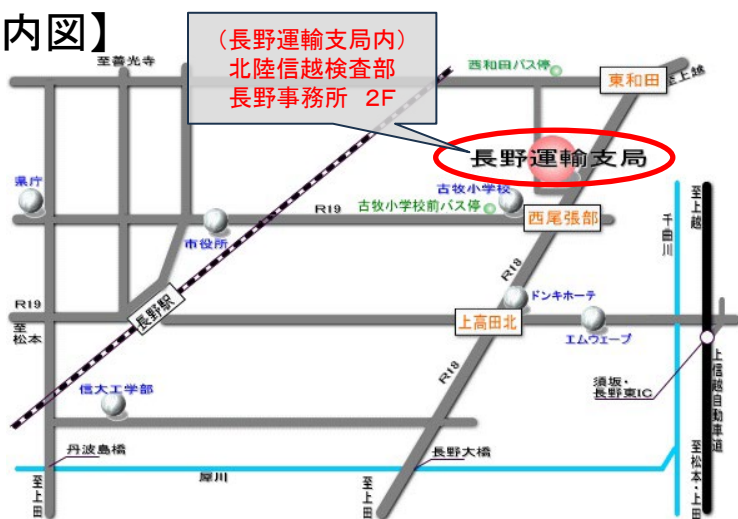 内図】
至善光寺
（長野運輸支局内）
北陸信越検査部
長野事務所 2F
西和田バス停
東和田
至上越
長野運輸支局
県庁
古牧小学校
R19
古牧小学校前バス停
西尾張部
市役所
千曲川
至上越
R18
R19
至松本
長野駅
ドンキホーテ
上高田北
エムウェーブ
R18
須坂・
長野東IC
上信越自動車道
信大工学部
丹波島橋
長野大橋
犀川
至上田
至上田
至松本・上田